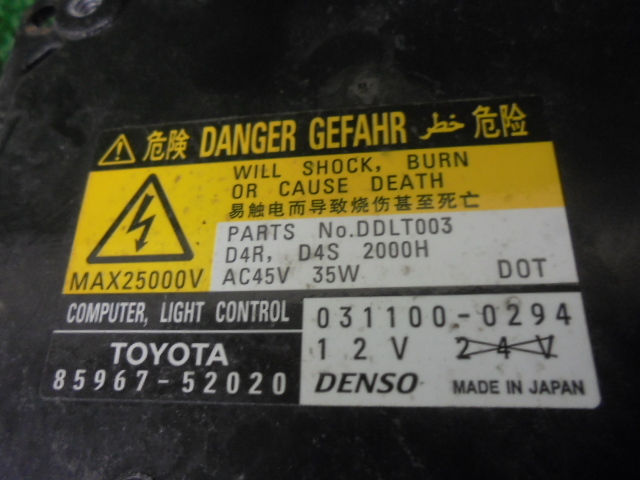 危険 DANGER GEFAHR خطر 危险
WILL SHOCK, BURN
OR CAUSE DEATH
易触电而导致烧伤甚至死亡
MAX25000V
PARTS No.DDLT003
D4R, D4S 2000H
AC45V 35W DOT
COMPUTER, LIGHT CONTROL
TOYOTA
85967-52020
031100-0294
12V 24V
DENSO MADE IN JAPAN